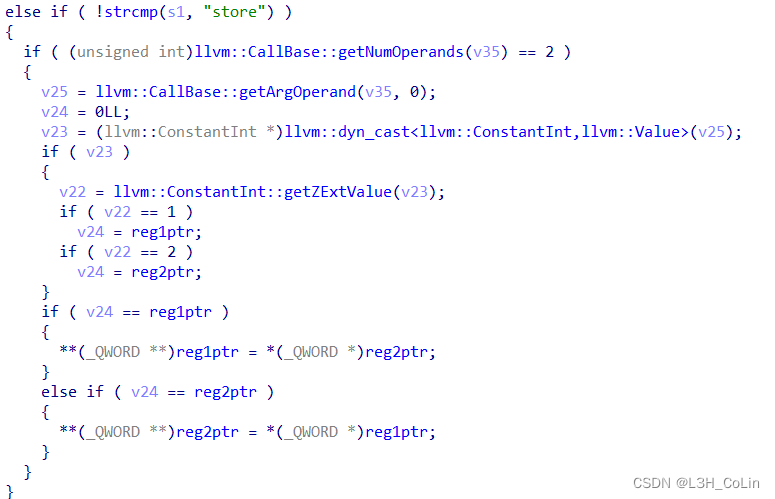 else if ( !strcmp(s1, "store") )
{
  if ( (unsigned int)llvm::CallBase::getNumOperands(v35) == 2 )
  {
    v25 = llvm::CallBase::getArgOperand(v35, 0);
    v24 = 0LL;
    v23 = (llvm::ConstantInt *)llvm::dyn_cast<llvm::ConstantInt,llvm::Value>(v25);
    if ( v23 )
    {
      v22 = llvm::ConstantInt::getZExtValue(v23);
      if ( v22 == 1 )
        v24 = reg1ptr;
      if ( v22 == 2 )
        v24 = reg2ptr;
    }
    if ( v24 == reg1ptr )
    {
      **(_QWORD **)reg1ptr = *(_QWORD *)reg2ptr;
    }
    else if ( v24 == reg2ptr )
    {
      **(_QWORD **)reg2ptr = *(_QWORD *)reg1ptr;
    }
  }
}
CSDN @L3H_CoLin